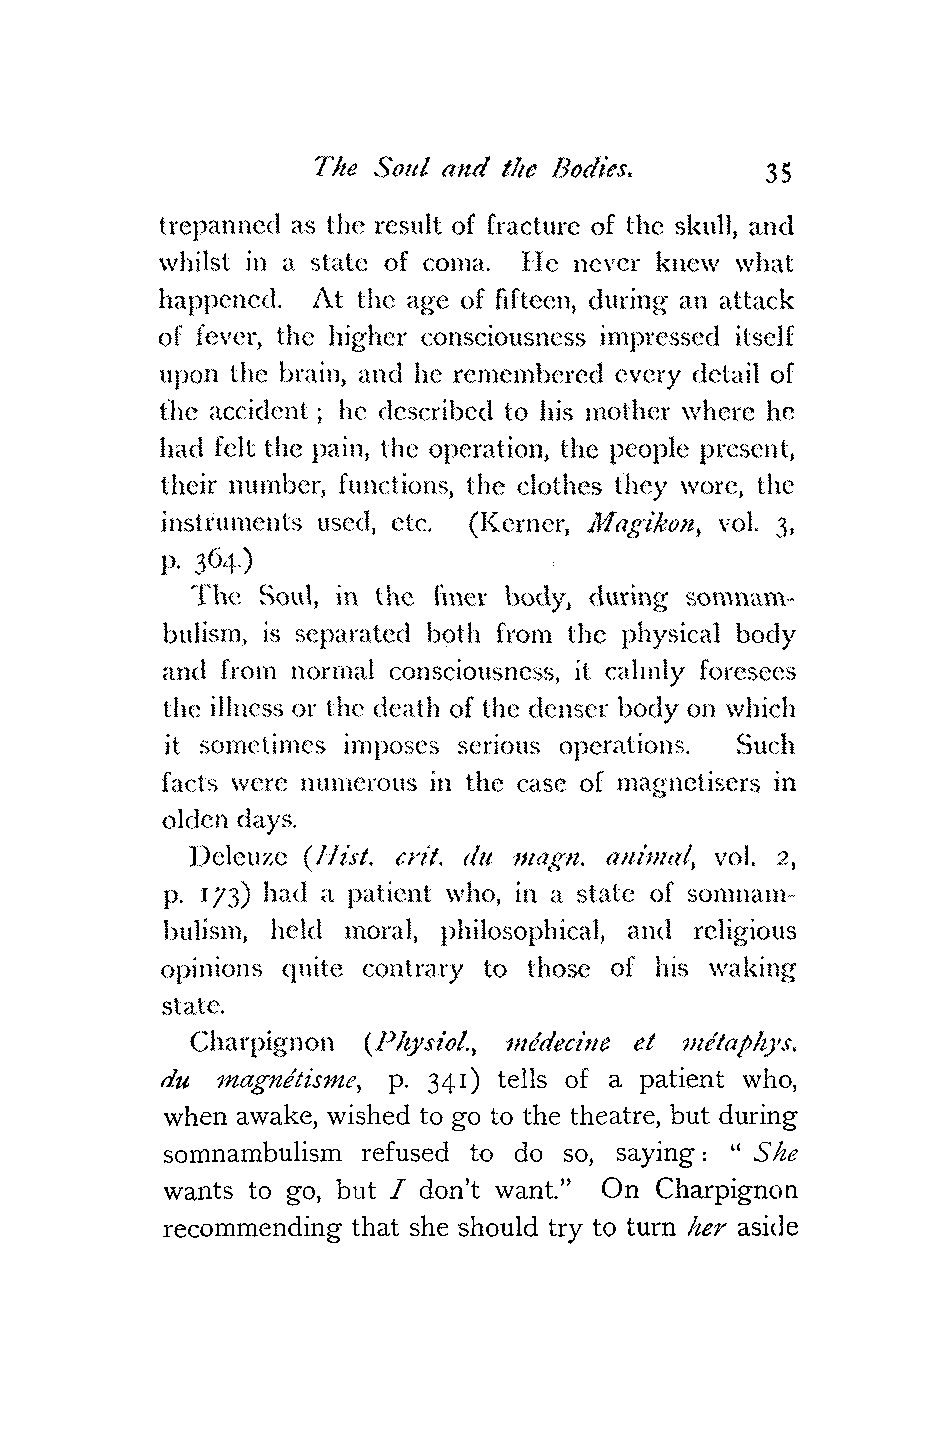 The Soul and the Bodies. 35
trepanned as the result of fracture of the skull, and
whilst in a state of coma. He never knew what
happened. At the age of fifteen, during an attack
of fever, the higher consciousness impressed itself
upon the brain, and he remembered every detail of
the accident ; he described to his mother where he
had felt the pain, the operation, the people present,
their number, functions, the clothes they wore, the
instruments used, etc. (Kerner, Magikon, vol. 3,
p. 364.)
The Soul, in the finer body, during somnam-
bulism, is separated both from the physical body
and from normal consciousness, it calmly foresees
the illness or the death of the denser body on which
it sometimes imposes serious operations. Such
facts were numerous in the case of magnetisers in
olden days.
Deleuze (Hist. crit. du magn. animal, vol. 2,
p. 173) had a patient who, in a state of somnam-
bulism, held moral, philosophical, and religious
opinions quite contrary to those of his waking
state.
Charpignon (Physiol., médecine et métaphys.
du magnétisme, p. 341) tells of a patient who,
when awake, wished to go to the theatre, but during
somnambulism refused to do so, saying: “ She
wants to go, but I don't want.” On Charpignon
recommending that she should try to turn her aside